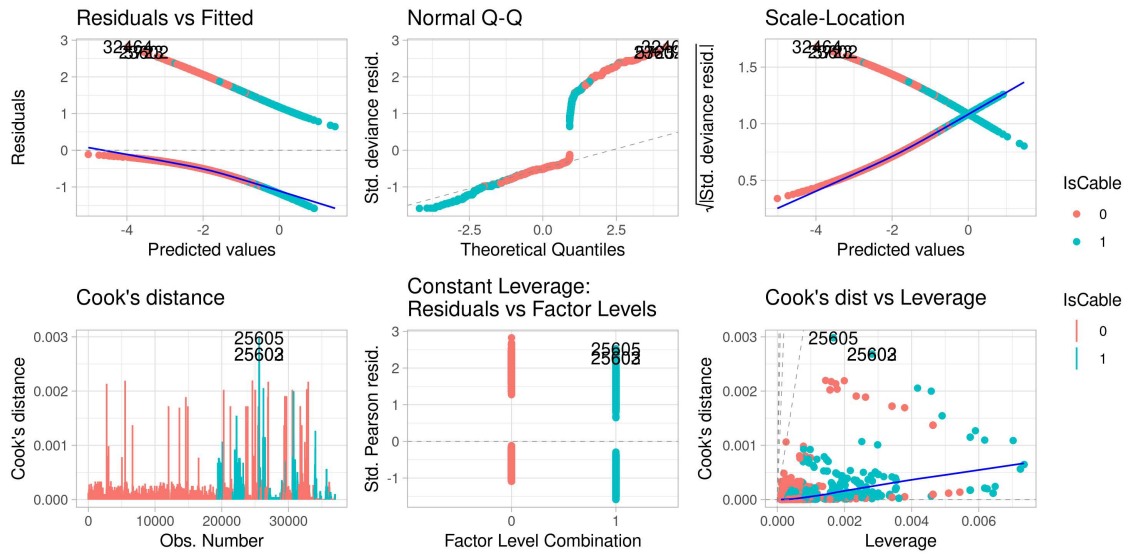 Residuals vs Fitted
Normal Q-Q
Scale-Location
Residuals
3
2
1
0
-1
32464
-4
-2
0
Predicted values
Std. deviance resid.
3
2
1
0
-1
-2.5
0.0
2.5
Theoretical Quantiles
√|Std. deviance resid.|
1.5
1.0
0.5
32464
-4
-2
0
Predicted values
IsCable
0
1
Cook's distance
Constant Leverage:
Residuals vs Factor Levels
Cook's dist vs Leverage
Cook's distance
0.003
0.002
0.001
0.000
25605
0
10000
20000
30000
Obs. Number
Std. Pearson resid.
3
2
1
0
-1
25605
0
1
Factor Level Combination
Cook's distance
0.003
0.002
0.001
0.000
25605
0.000
0.002
0.004
0.006
Leverage
IsCable
0
1